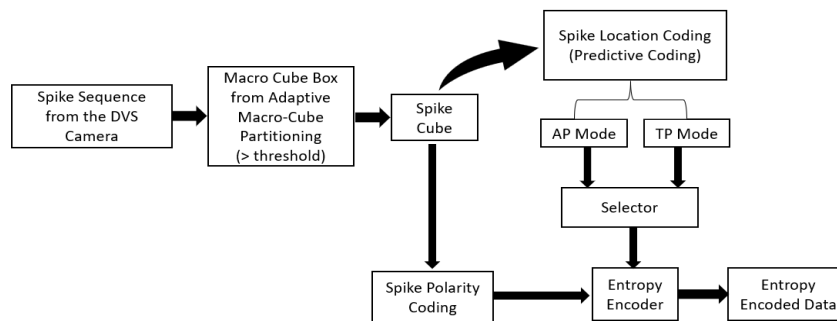 Spike Sequence
from the DVS
Camera
Macro Cube Box
from Adaptive
Macro-Cube
Partitioning
(> threshold)
Spike
Cube
Spike Location Coding
(Predictive Coding)
AP Mode
TP Mode
Selector
Spike Polarity
Coding
Entropy
Encoder
Entropy
Encoded Data